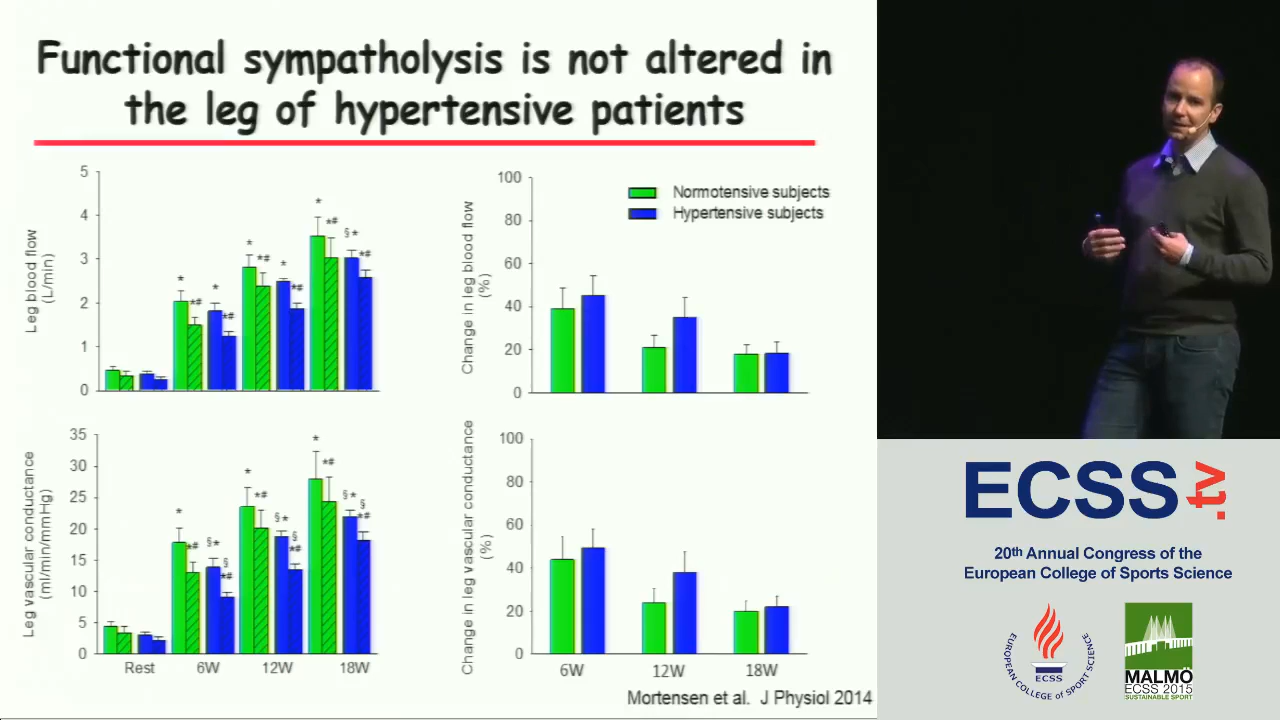 Functional sympatholysis is not altered in
the leg of hypertensive patients
Leg blood flow
(L/min)
5
4
3
2
1
0
*
*#
*
*#
*
*#
*
*#
*
*#
§*
*#
Change in leg blood flow
(%)
100
80
60
40
20
0
Normotensive subjects
Hypertensive subjects
Leg vascular conductance
(ml/min/mmHg)
35
30
25
20
15
10
5
0
*
*#
§*
§
*#
*
*#
§*
§
*#
*
*#
§*
§
*#
Rest 6W 12W 18W
Change in leg vascular conductance
(%)
100
80
60
40
20
0
6W 12W 18W
Mortensen et al. J Physiol 2014
ECSS.tv
20th Annual Congress of the
European College of Sports Science
EUROPEAN COLLEGE OF SPORT SCIENCE
ECSS
MALMÖ
ECSS 2015
SUSTAINABLE SPORT